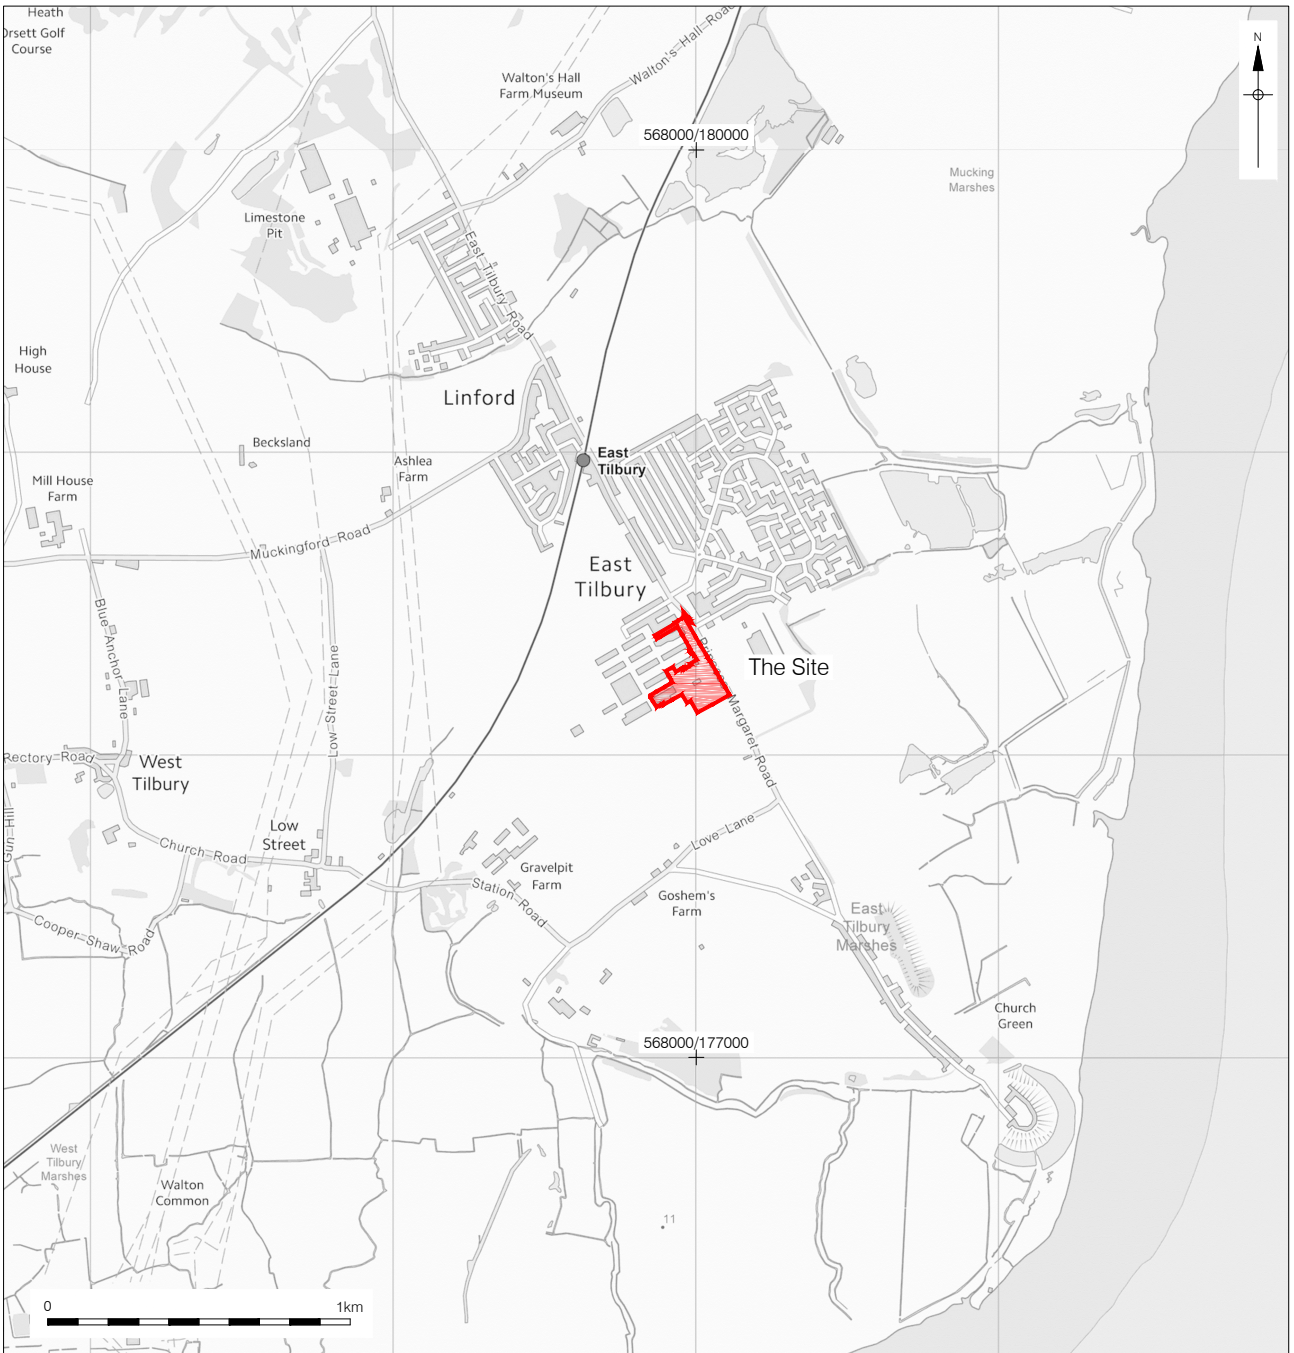 Heath
Orsett Golf
Course
Walton's Hall Road
N
Walton's Hall
Farm Museum
568000/180000
Mucking
Marshes
Limestone
Pit
East Tilbury Road
High
House
Linford
Becksland
East
Tilbury
Ashlea
Farm
Mill House
Farm
Muckingford Road
East
Tilbury
Blue Anchor Lane
Low Street Lane
The Site
Margaret Road
Rectory Road
West
Tilbury
Gun Hill
Low
Street
Love Lane
Church Road
Gravelpit
Farm
Station Road
Goshem's
Farm
East
Tilbury
Marshes
Cooper Shaw Road
Church
Green
568000/177000
West
Tilbury
Marshes
Walton
Common
11
0
1km